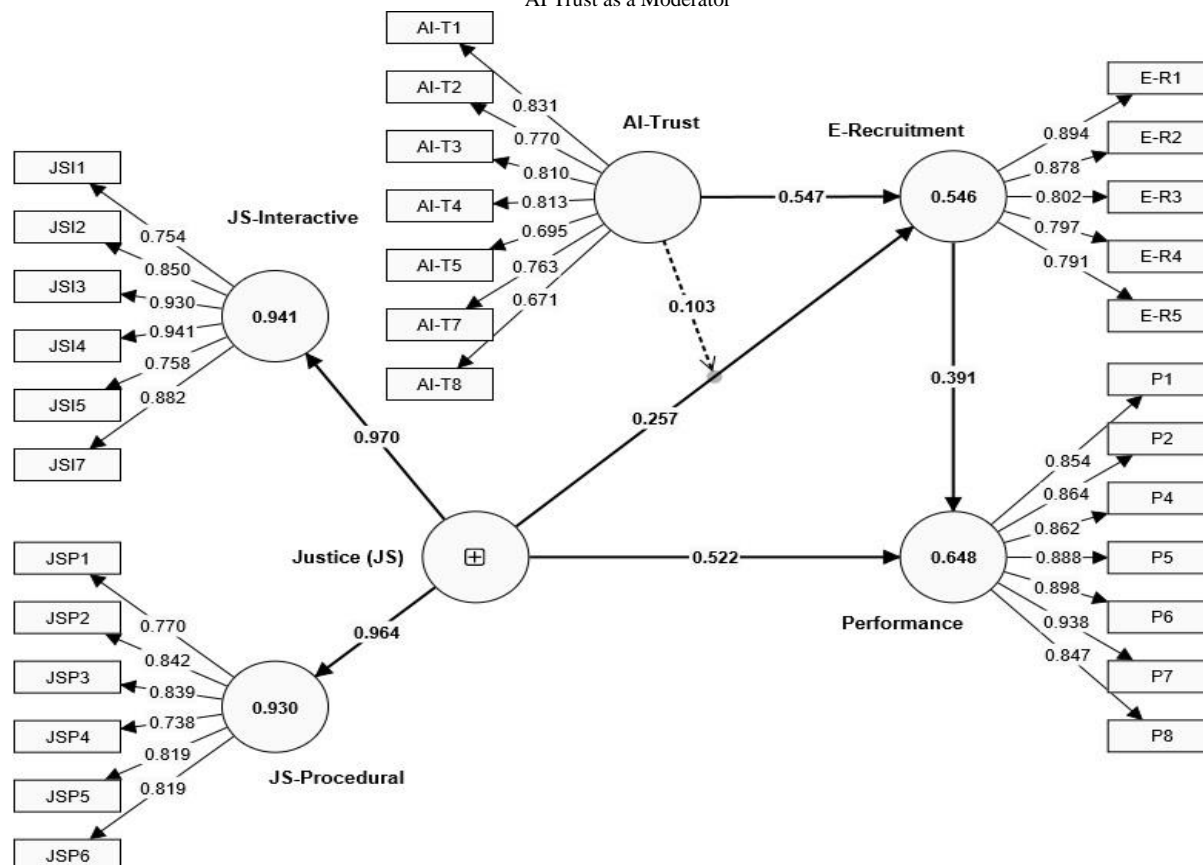 AI Trust as a Moderator
AI-T1
AI-T2
AI-T3
AI-T4
AI-T5
AI-T7
AI-T8
0.831
0.770
0.810
0.813
0.695
0.763
0.671
AI-Trust
E-Recruitment
0.547
0.546
0.894
0.878
0.802
0.797
0.791
E-R1
E-R2
E-R3
E-R4
E-R5
JSI1
JSI2
JSI3
JSI4
JSI5
JSI7
JS-Interactive
0.754
0.850
0.930
0.941
0.758
0.882
0.941
0.103
0.257
0.391
0.970
Justice (JS)
0.522
0.964
0.648
Performance
0.854
0.864
0.862
0.888
0.898
0.938
0.847
P1
P2
P4
P5
P6
P7
P8
JSP1
JSP2
JSP3
JSP4
JSP5
JSP6
0.770
0.842
0.839
0.738
0.819
0.819
0.930
JS-Procedural